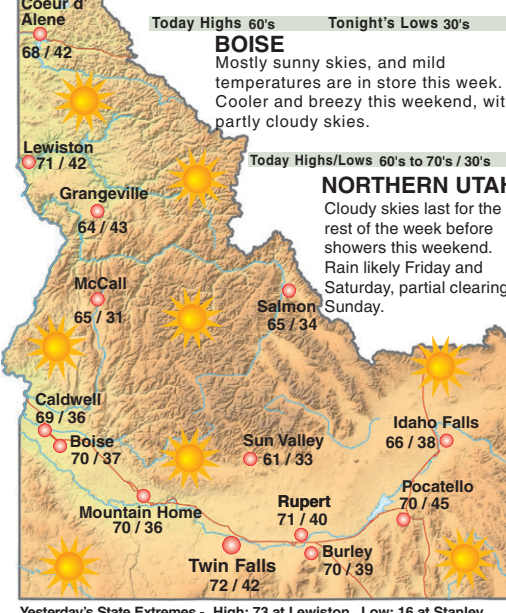 Coeur d'
Alene
68 / 42
Today Highs 60's Tonight's Lows 30's
BOISE
Mostly sunny skies, and mild
temperatures are in store this week.
Cooler and breezy this weekend, wit
partly cloudy skies.
Lewiston
71 / 42
Today Highs/Lows 60's to 70's / 30's
NORTHERN UTAH
Cloudy skies last for the
rest of the week before
showers this weekend.
Rain likely Friday and
Saturday, partial clearing
Sunday.
Grangeville
64 / 43
McCall
65 / 31
Salmon
65 / 34
Caldwell
69 / 36
Boise
70 / 37
Sun Valley
61 / 33
Idaho Falls
66 / 38
Mountain Home
70 / 36
Rupert
71 / 40
Pocatello
70 / 45
Burley
70 / 39
Twin Falls
72 / 42
Yesterday's State Extremes - High: 73 at Lewiston Low: 16 at Stanley